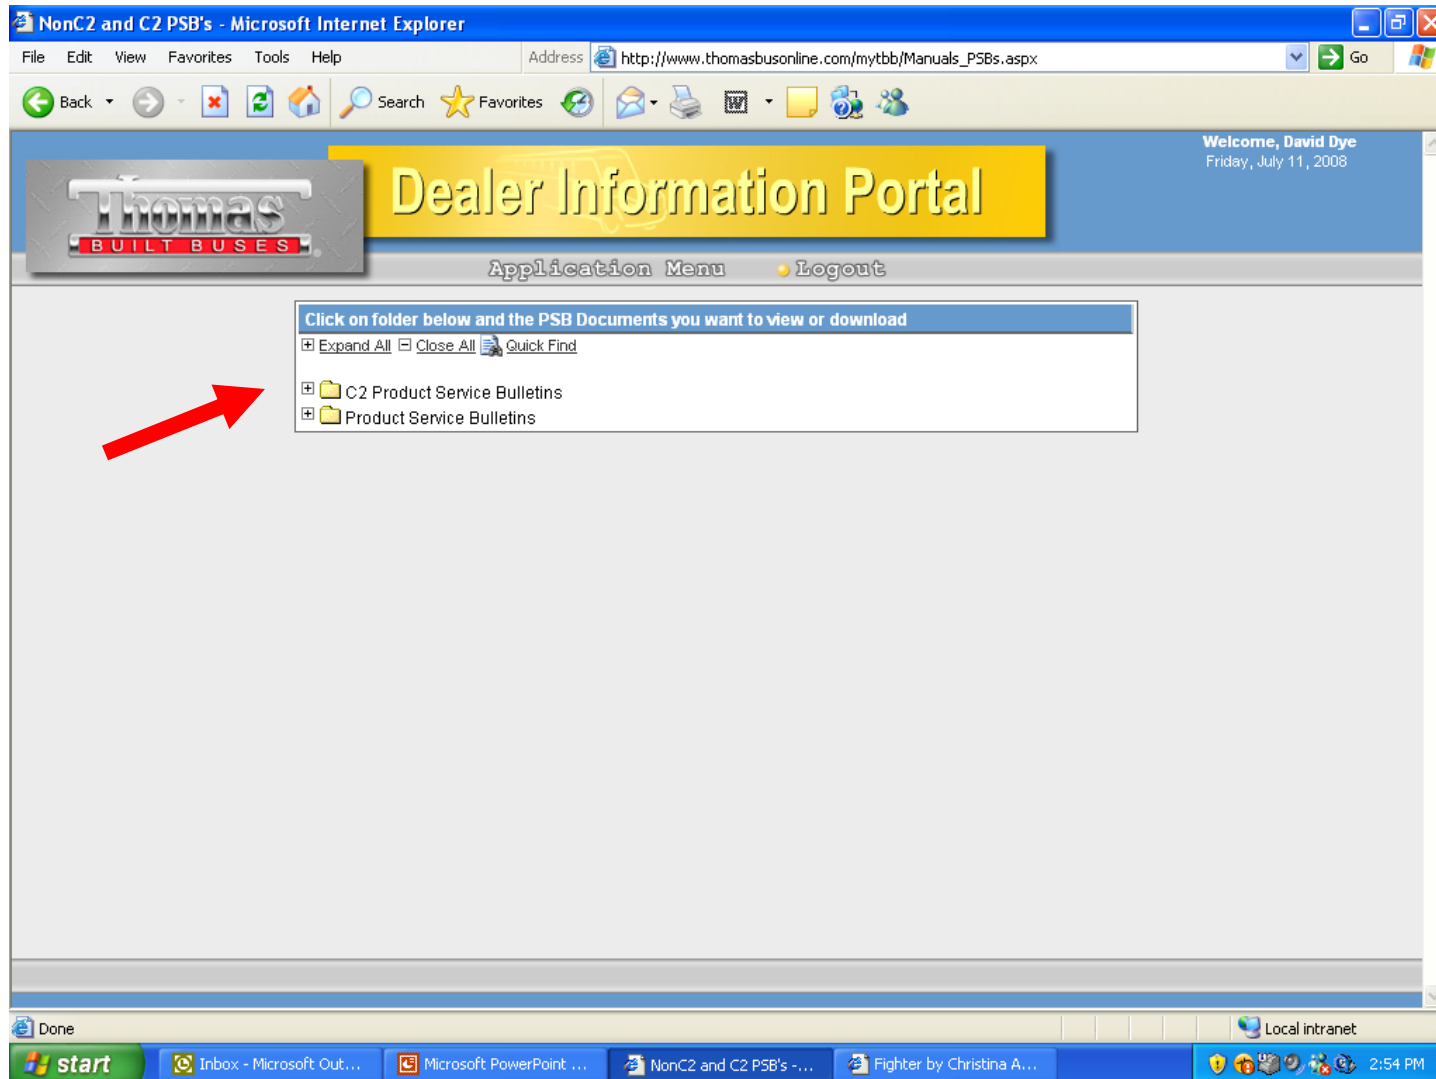 NonC2 and C2 PSB's - Microsoft Internet Explorer
File Edit View Favorites Tools Help Address http://www.thomasbusonline.com/mytbb/Manuals_PSBs.aspx Go
Back Search Favorites
Welcome, David Dye
Friday, July 11, 2008
Thomas
BUILT BUSES
Dealer Information Portal
Application Menu Logout
Click on folder below and the PSB Documents you want to view or download
Expand All Close All Quick Find
C2 Product Service Bulletins
Product Service Bulletins
Done Local intranet
start Inbox - Microsoft Out... Microsoft PowerPoint ... NonC2 and C2 PSB's -... Fighter by Christina A... 2:54 PM